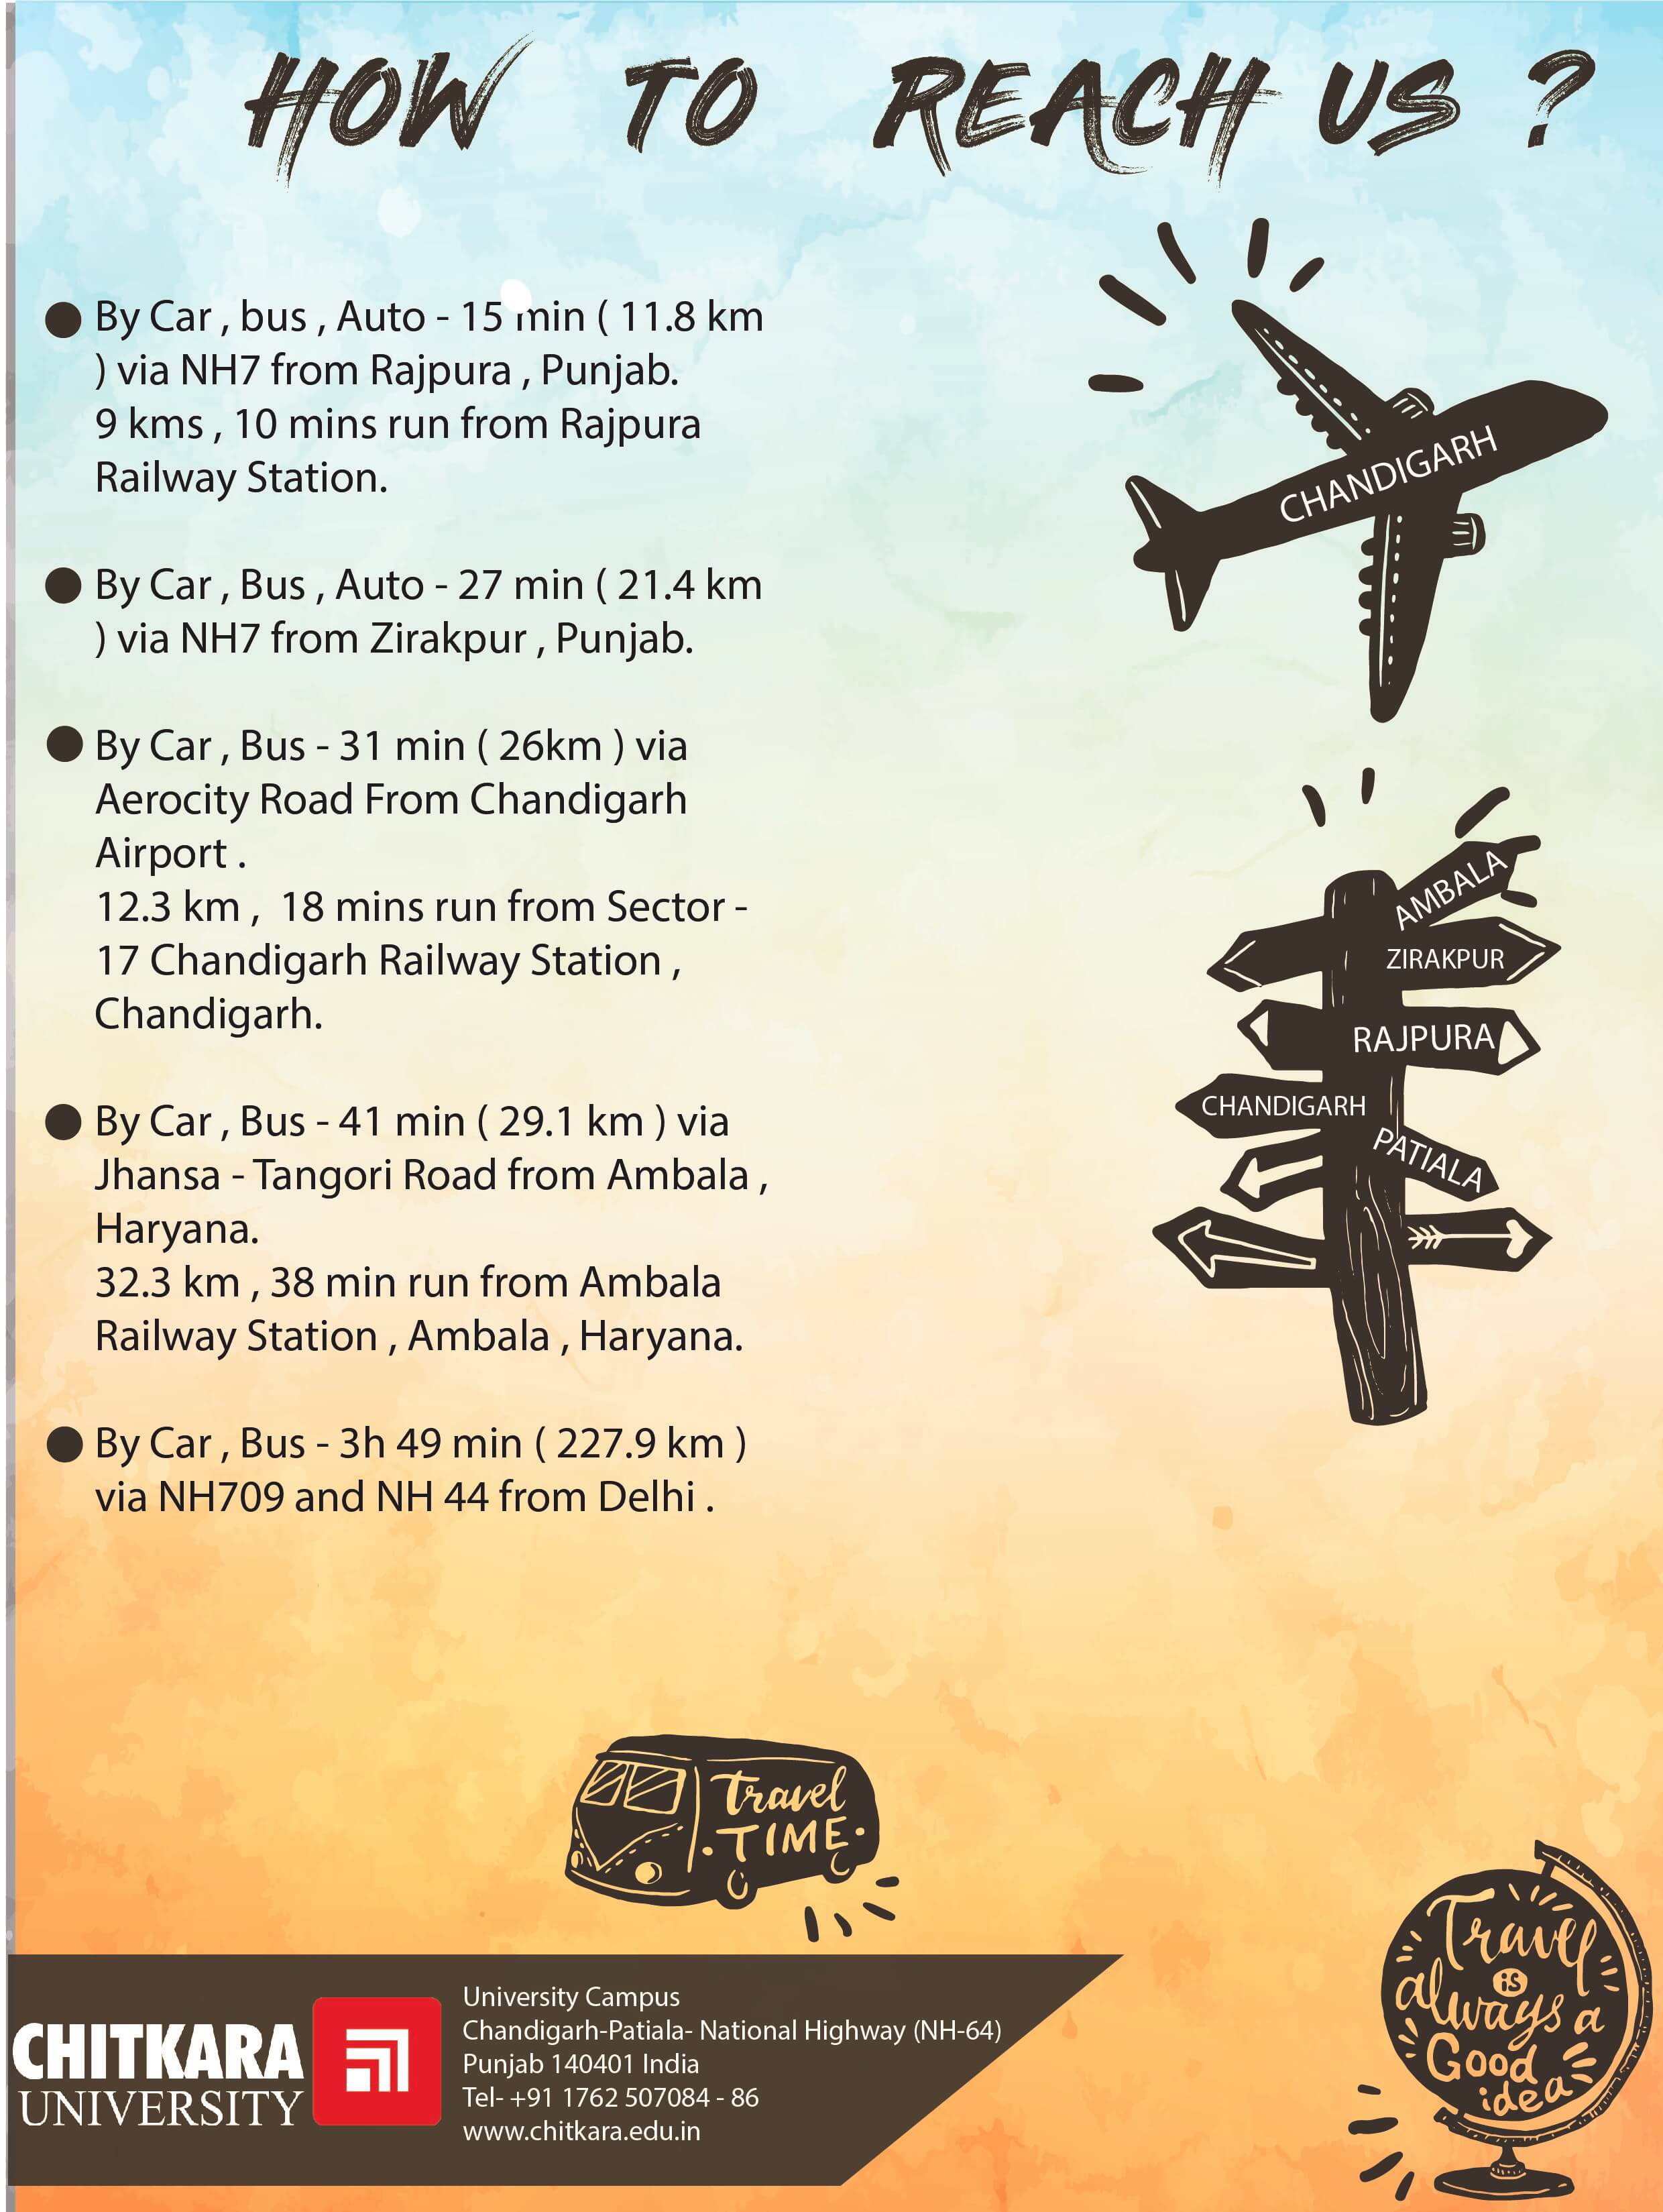 HOW TO REACH US ?
By Car , bus , Auto - 15 min ( 11.8 km
) via NH7 from Rajpura , Punjab.
9 kms , 10 mins run from Rajpura
Railway Station.
By Car , Bus , Auto - 27 min ( 21.4 km
) via NH7 from Zirakpur , Punjab.
By Car , Bus - 31 min ( 26km ) via
Aerocity Road From Chandigarh
Airport .
12.3 km , 18 mins run from Sector -
17 Chandigarh Railway Station ,
Chandigarh.
By Car , Bus - 41 min ( 29.1 km ) via
Jhansa - Tangori Road from Ambala ,
Haryana.
32.3 km , 38 min run from Ambala
Railway Station , Ambala , Haryana.
By Car , Bus - 3h 49 min ( 227.9 km )
via NH709 and NH 44 from Delhi .
CHANDIGARH
AMBALA
ZIRAKPUR
RAJPURA
CHANDIGARH
PATIALA
Travel
TIME
Travel
is
always a
Good
idea
CHITKARA
UNIVERSITY
University Campus
Chandigarh-Patiala- National Highway (NH-64)
Punjab 140401 India
Tel- +91 1762 507084 - 86
www.chitkara.edu.in